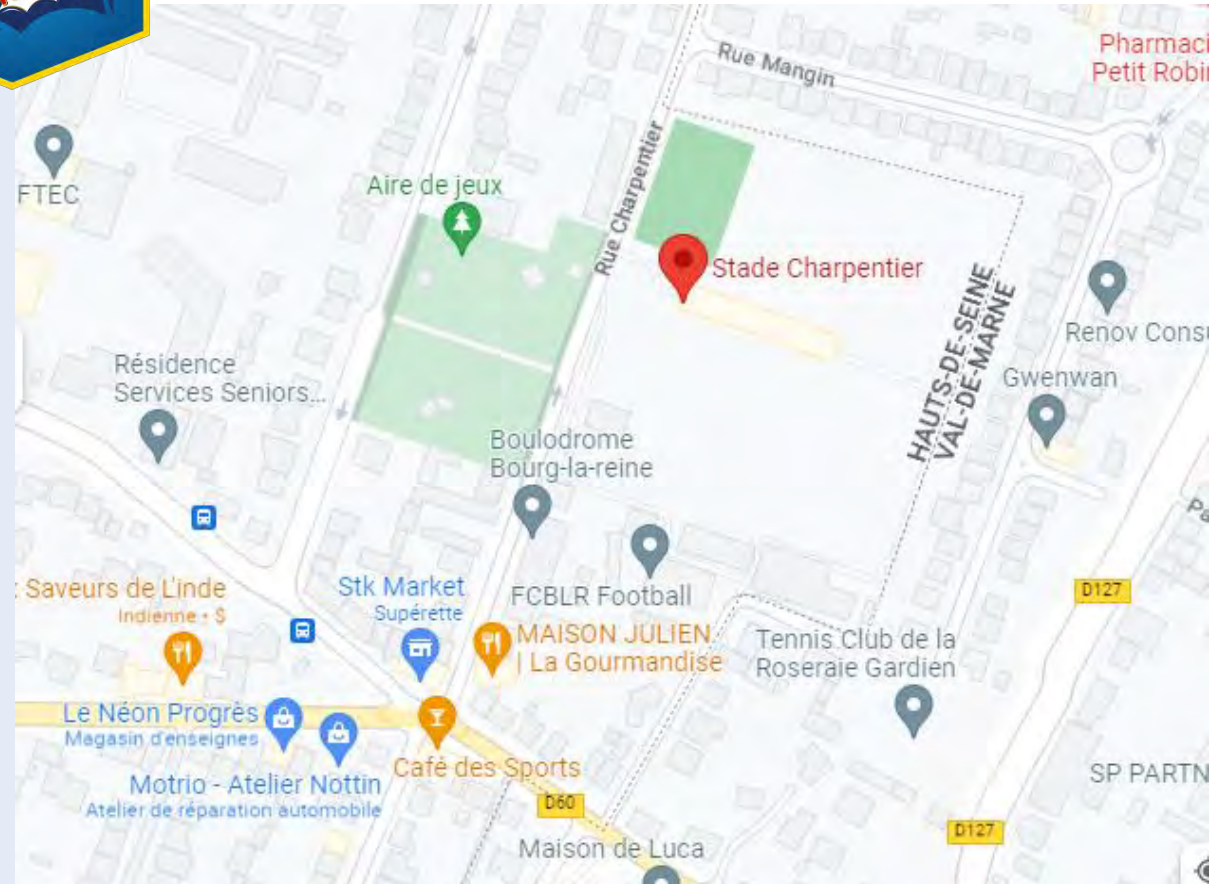 Rue Mangin
Pharmaci
Petit Robin
FTEC
Aire de jeux
Rue Charpentier
Stade Charpentier
HAUTS-DE-SEINE
VAL-DE-MARNE
Renov Consu
Résidence
Services Seniors...
Gwenwan
Boulodrome
Bourg-la-reine
Pa
Saveurs de L'inde
Indienne • $
Stk Market
Supérette
FCBLR Football
D127
MAISON JULIEN
| La Gourmandise
Tennis Club de la
Roseraie Gardien
Le Néon Progrès
Magasin d'enseignes
Café des Sports
Motrio - Atelier Nottin
Atelier de réparation automobile
SP PARTN
D60
D127
Maison de Luca